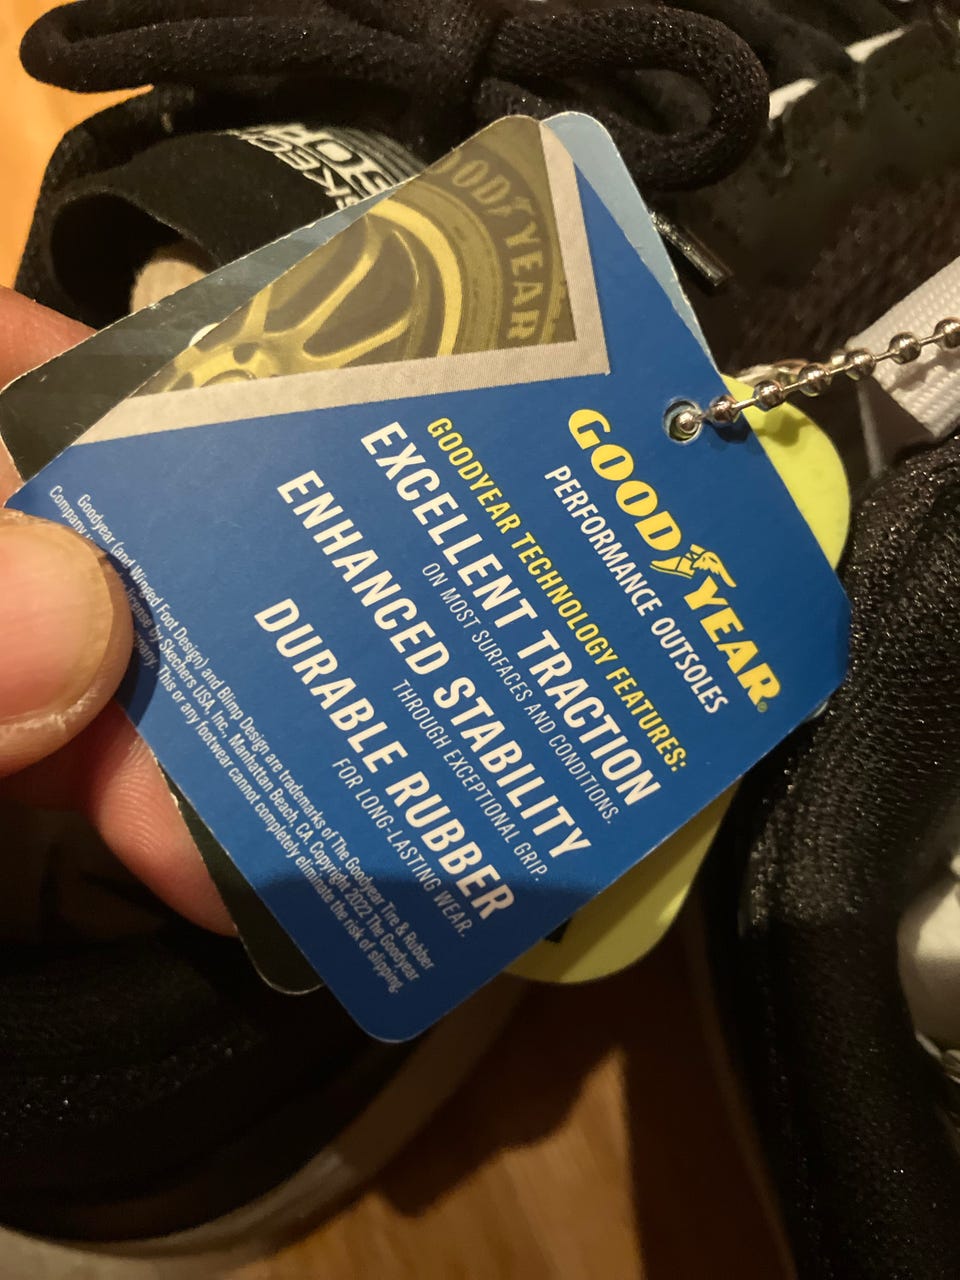 GOODYEAR
GOODYEAR®
PERFORMANCE OUTSOLES
GOODYEAR TECHNOLOGY FEATURES:
EXCELLENT TRACTION
ON MOST SURFACES AND CONDITIONS.
ENHANCED STABILITY
THROUGH EXCEPTIONAL GRIP.
DURABLE RUBBER
FOR LONG-LASTING WEAR.
Goodyear (and Winged Foot Design) and Blimp Design are trademarks of The Goodyear Tire & Rubber
Company license by Skechers USA, Inc., Manhattan Beach, CA. Copyright 2022 The Goodyear
This or any footwear cannot completely eliminate the risk of slipping.